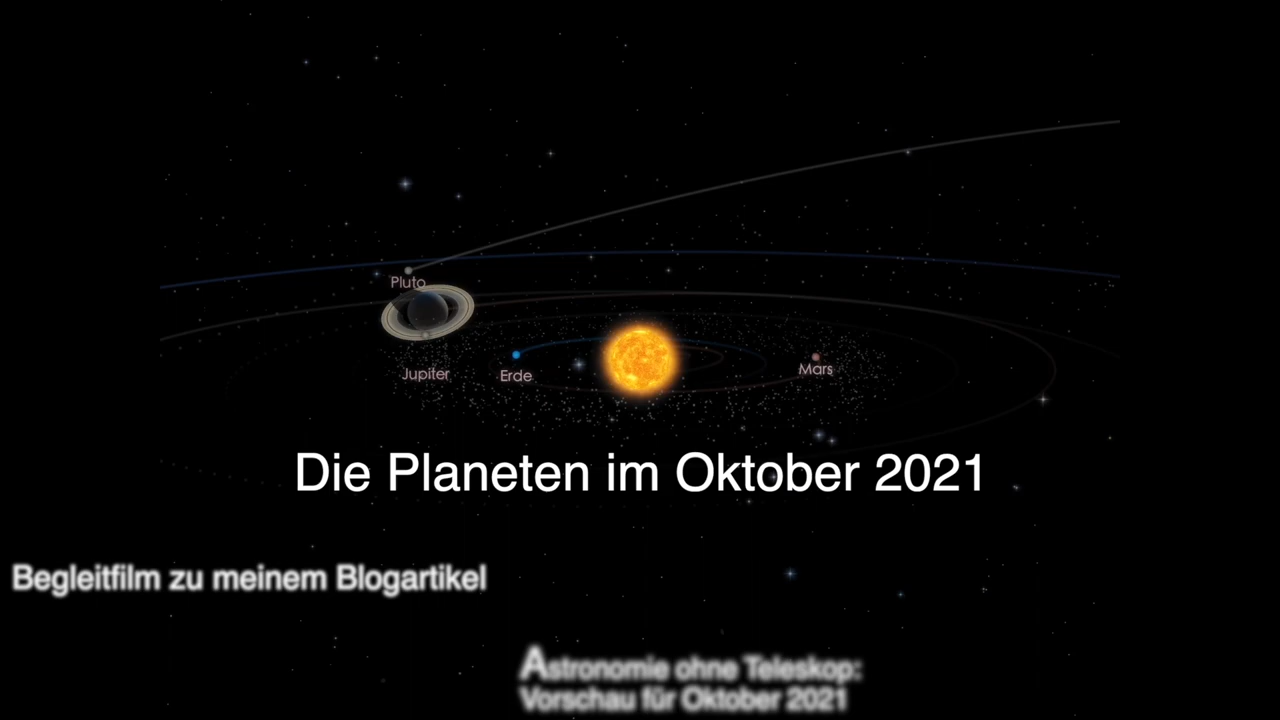 Pluto
Jupiter
Erde
Mars
Die Planeten im Oktober 2021
Begleitfilm zu meinem Blogartikel
Astronomie ohne Teleskop:
Vorschau für Oktober 2021